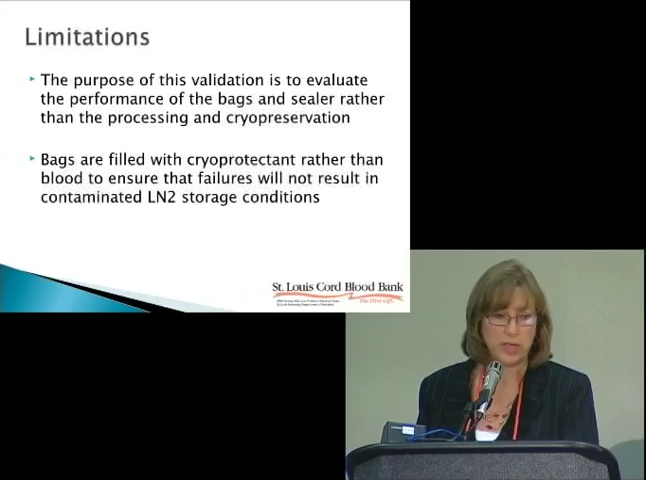 Limitations
The purpose of this validation is to evaluate
the performance of the bags and sealer rather
than the processing and cryopreservation
Bags are filled with cryoprotectant rather than
blood to ensure that failures will not result in
contaminated LN2 storage conditions
St. Louis Cord Blood Bank